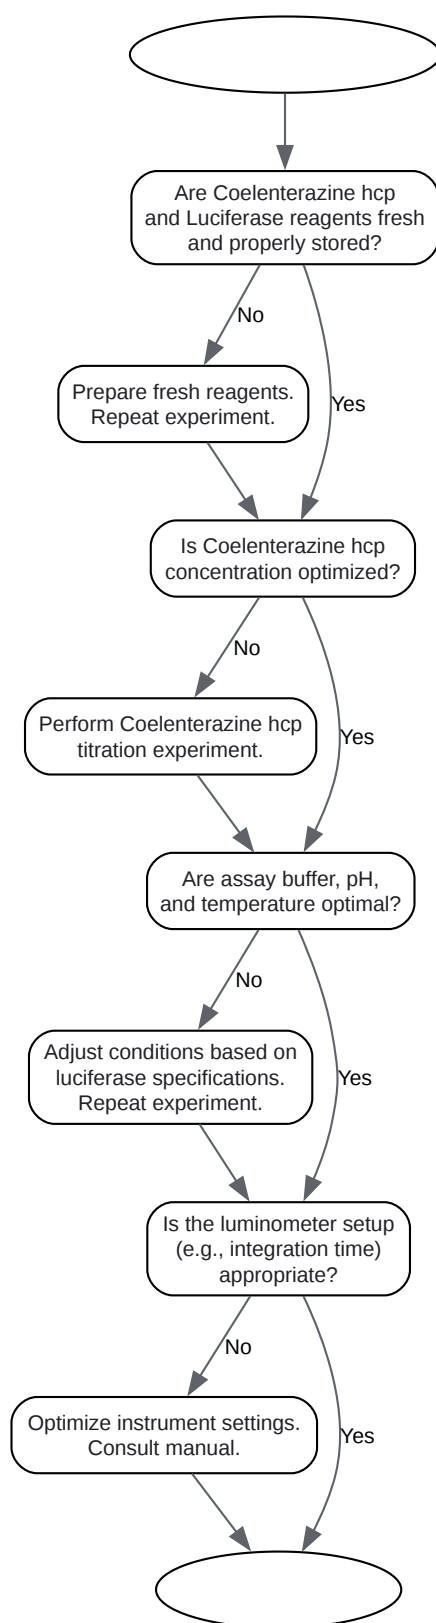 Are Coelenterazine hcp
and Luciferase reagents fresh
and properly stored?
No
Yes
Prepare fresh reagents.
Repeat experiment.
Is Coelenterazine hcp
concentration optimized?
No
Yes
Perform Coelenterazine hcp
titration experiment.
Are assay buffer, pH,
and temperature optimal?
No
Yes
Adjust conditions based on
luciferase specifications.
Repeat experiment.
Is the luminometer setup
(e.g., integration time)
appropriate?
No
Yes
Optimize instrument settings.
Consult manual.